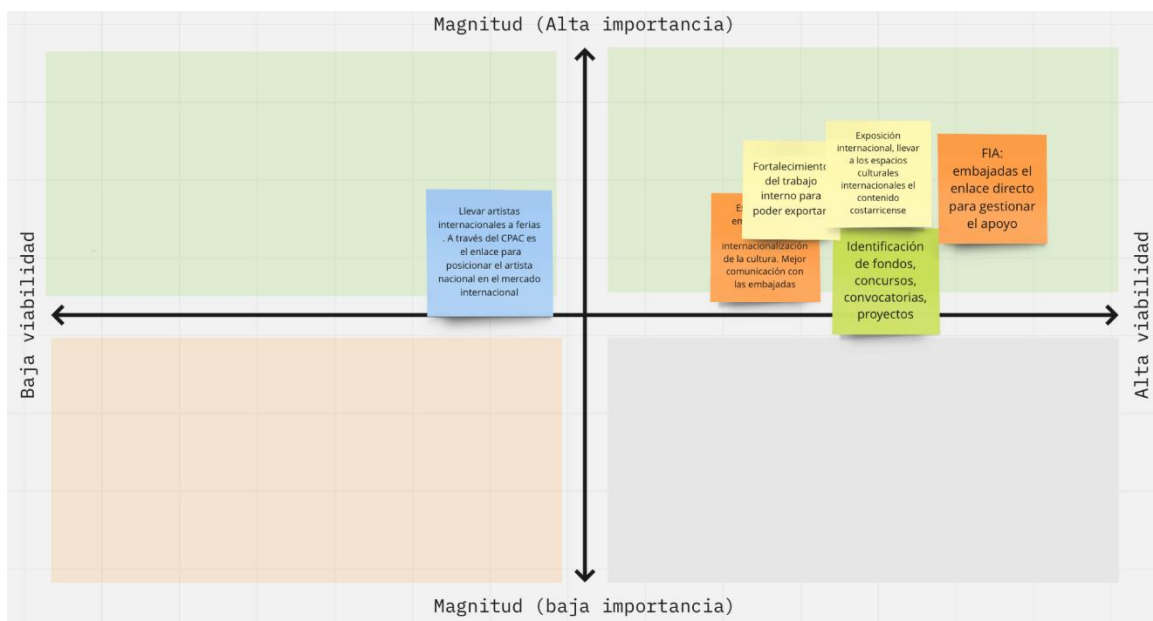 Magnitud (Alta importancia)
Baja viabilidad
Llevar artistas
internacionales a ferias
. A través del CPAC es
el enlace para
posicionar el artista
nacional en el mercado
internacional
internacionalización
de la cultura. Mejor
comunicación con
las embajadas
Fortalecimiento
del trabajo
interno para
poder exportar
Exposición
internacional, llevar
a los espacios
culturales
internacionales el
contenido
costarricense
Identificación
de fondos,
concursos,
convocatorias,
proyectos
FIA:
embajadas el
enlace directo
para gestionar
el apoyo
Alta viabilidad
Magnitud (baja importancia)